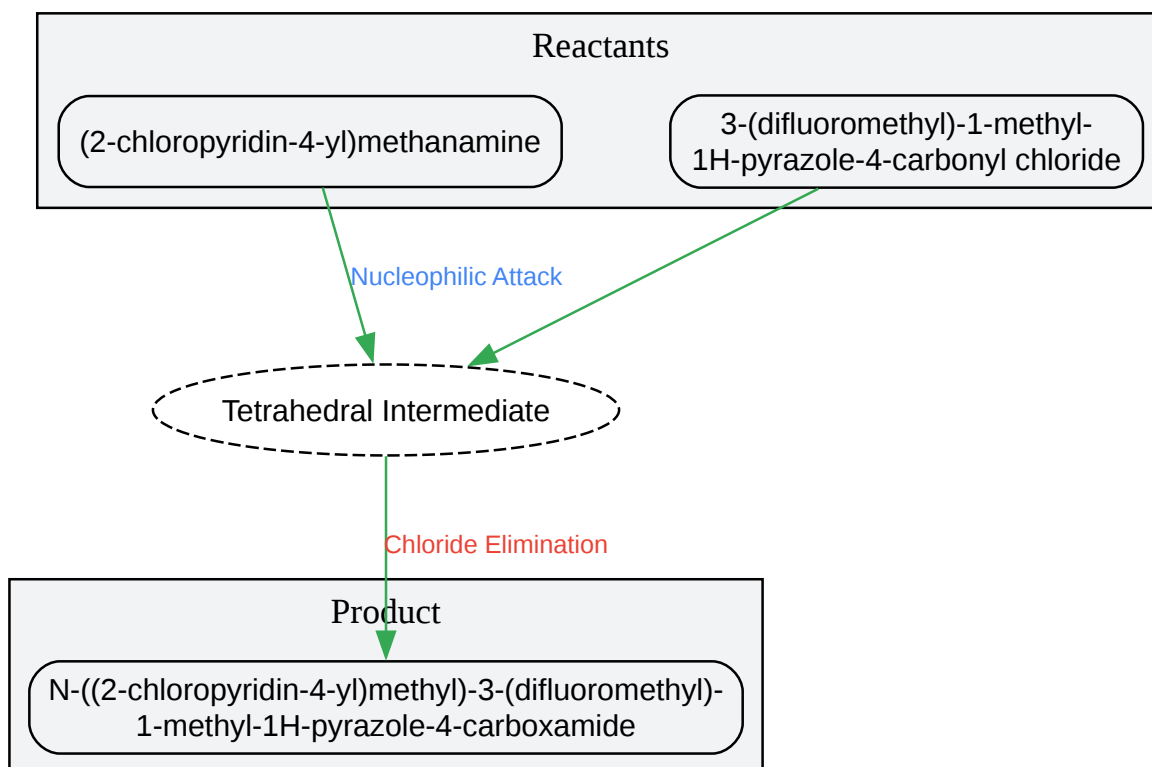 Reactants
(2-chloropyridin-4-yl)methanamine
3-(difluoromethyl)-1-methyl-
1H-pyrazole-4-carbonyl chloride
Nucleophilic Attack
Tetrahedral Intermediate
Chloride Elimination
Product
N-((2-chloropyridin-4-yl)methyl)-3-(difluoromethyl)-
1-methyl-1H-pyrazole-4-carboxamide